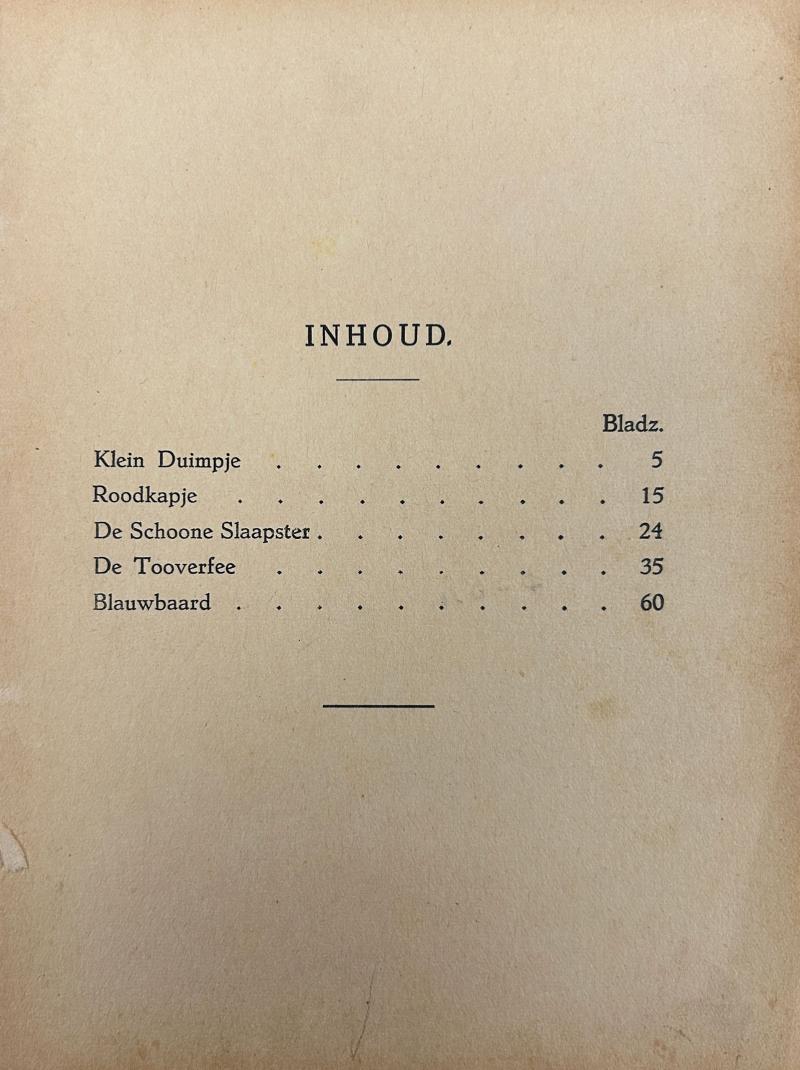 INHOUD.
Bladz.
Klein Duimpje . . . . . . . . . 5
Roodkapje . . . . . . . . . . 15
De Schoone Slaapster . . . . . . . . 24
De Tooverfee . . . . . . . . . 35
Blauwbaard . . . . . . . . . . 60